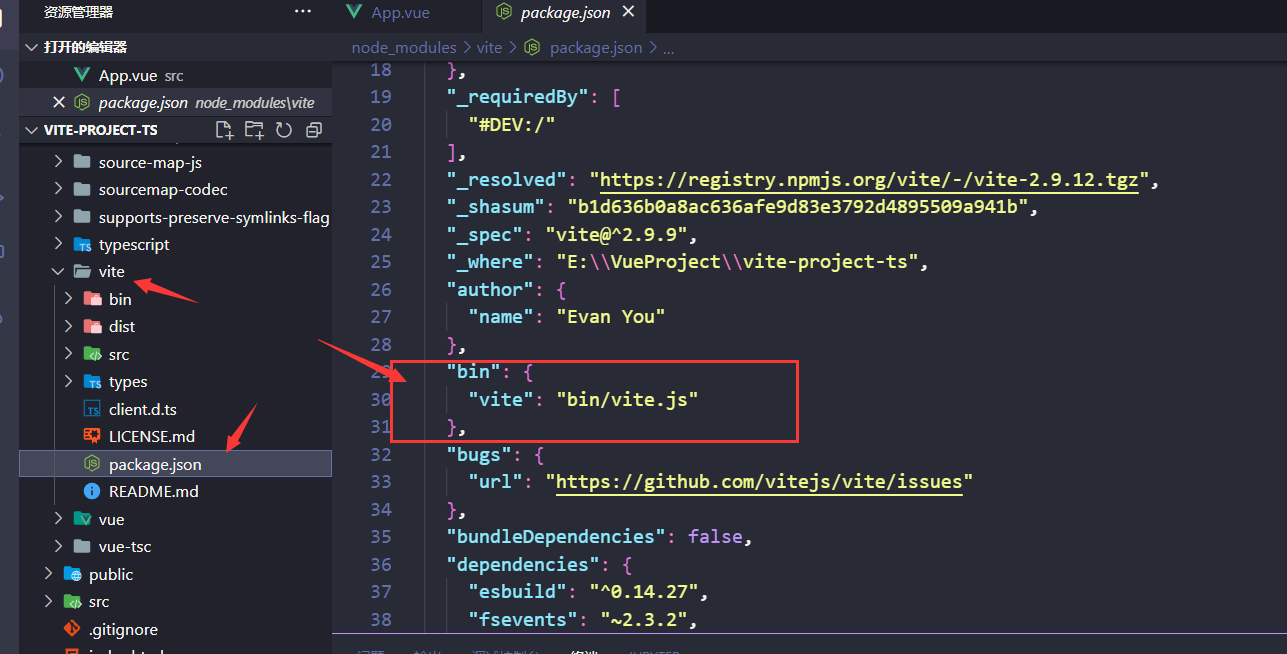 资源管理器 ···
打开的编辑器
App.vue src
package.json node_modules\vite
VITE-PROJECT-TS
source-map-js
sourcemap-codec
supports-preserve-symlinks-flag
typescript
vite
bin
dist
src
types
client.d.ts
LICENSE.md
package.json
README.md
vue
vue-tsc
public
src
.gitignore
App.vue
package.json
node_modules > vite > package.json > ...
18 },
19 "_requiredBy": [
20 "#DEV:/"
21 ],
22 "_resolved": "https://registry.npmjs.org/vite/-/vite-2.9.12.tgz",
23 "_shasum": "b1d636b0a8ac636afe9d83e3792d4895509a941b",
24 "_spec": "vite@^2.9.9",
25 "_where": "E:\\VueProject\\vite-project-ts",
26 "author": {
27 "name": "Evan You"
28 },
29 "bin": {
30 "vite": "bin/vite.js"
31 },
32 "bugs": {
33 "url": "https://github.com/vitejs/vite/issues"
34 },
35 "bundleDependencies": false,
36 "dependencies": {
37 "esbuild": "^0.14.27",
38 "fsevents": "~2.3.2",